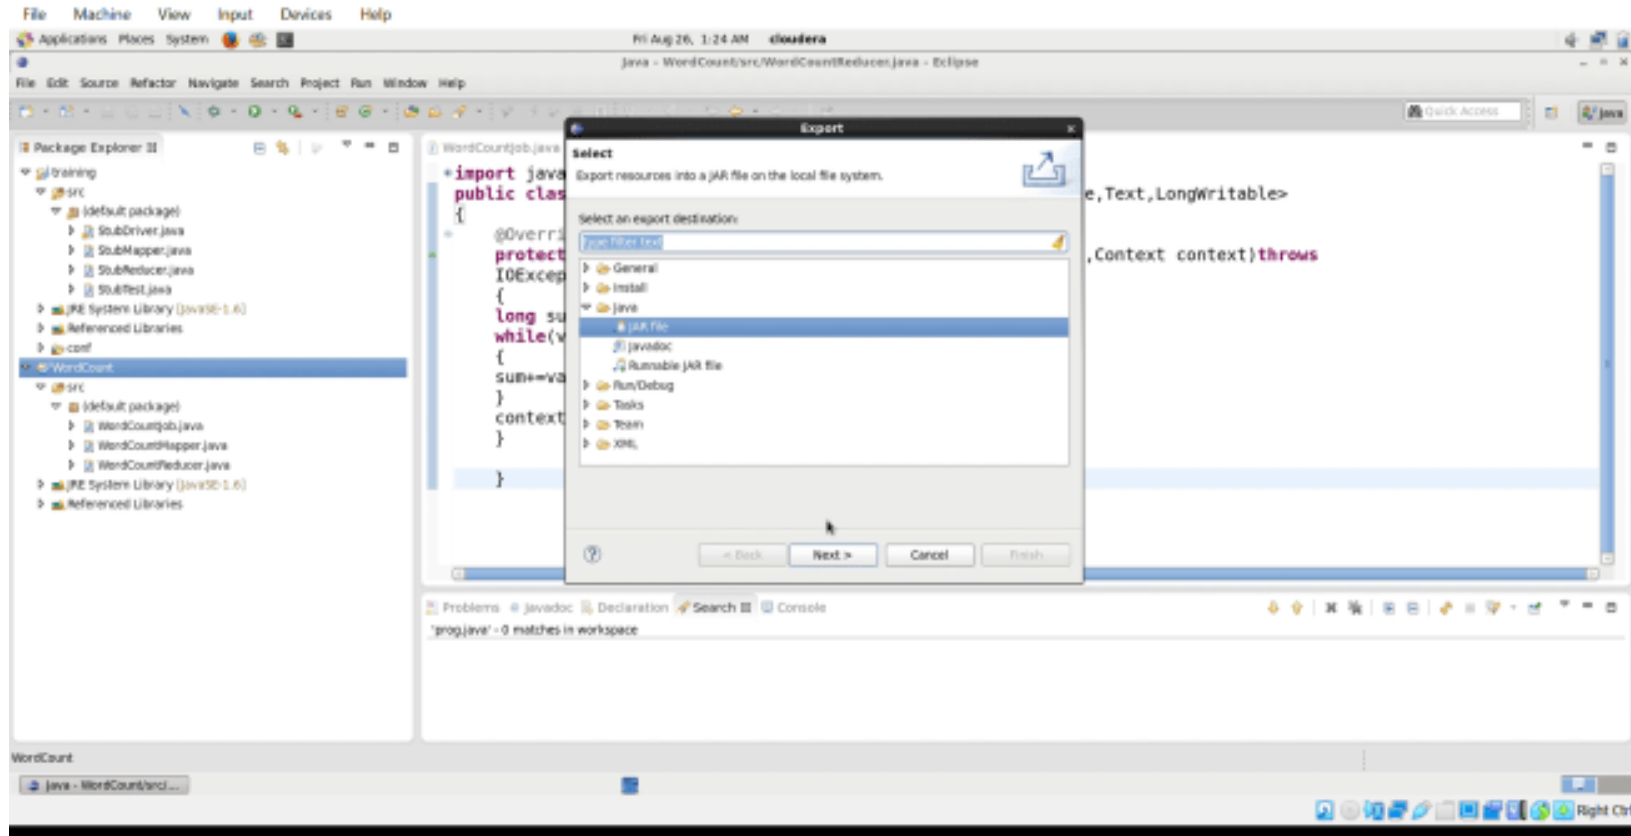 File Machine View Input Devices Help
Applications Places System Fri Aug 26, 1:24 AM cloudera
Java - WordCount/src/WordCountReducer.java - Eclipse
File Edit Source Refactor Navigate Search Project Run Window Help
Quick Access Java
Package Explorer
training
src
(default package)
StubDriver.java
StubMapper.java
StubReducer.java
StubTest.java
JRE System Library [JavaSE-1.6]
Referenced Libraries
conf
WordCount
src
(default package)
WordCountJob.java
WordCountMapper.java
WordCountReducer.java
JRE System Library [JavaSE-1.6]
Referenced Libraries
WordCountJob.java
import java
public clas
e,Text,LongWritable>
{
@Overri
protect
,Context context)throws
IOExcep
{
long su
while(v
{
sum+=va
}
context
}
}
Export
Select
Export resources into a JAR file on the local file system.
Select an export destination:
type filter text
General
Install
Java
JAR file
Javadoc
Runnable JAR file
Run/Debug
Tasks
Team
XML
< Back Next > Cancel Finish
Problems Javadoc Declaration Search Console
'prog.java' - 0 matches in workspace
WordCount
Java - WordCount/src/...
Right Ctrl